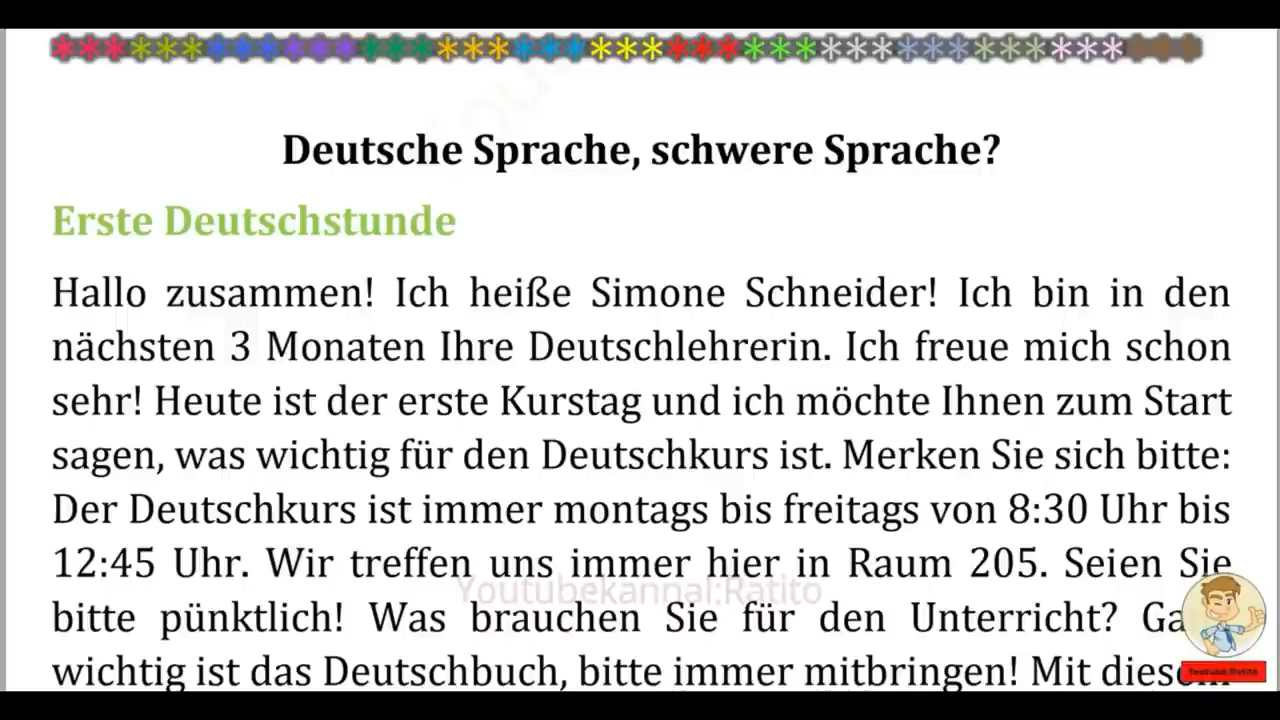 Deutsche Sprache, schwere Sprache?
Erste Deutschstunde
Hallo zusammen! Ich heiße Simone Schneider! Ich bin in den
nächsten 3 Monaten Ihre Deutschlehrerin. Ich freue mich schon
sehr! Heute ist der erste Kurstag und ich möchte Ihnen zum Start
sagen, was wichtig für den Deutschkurs ist. Merken Sie sich bitte:
Der Deutschkurs ist immer montags bis freitags von 8:30 Uhr bis
12:45 Uhr. Wir treffen uns immer hier in Raum 205. Seien Sie
Youtubekannal:Ratito
bitte pünktlich! Was brauchen Sie für den Unterricht?
wichtig ist das Deutschbuch, bitte immer mitbringen! Mit diesem
Youtube:Ratito